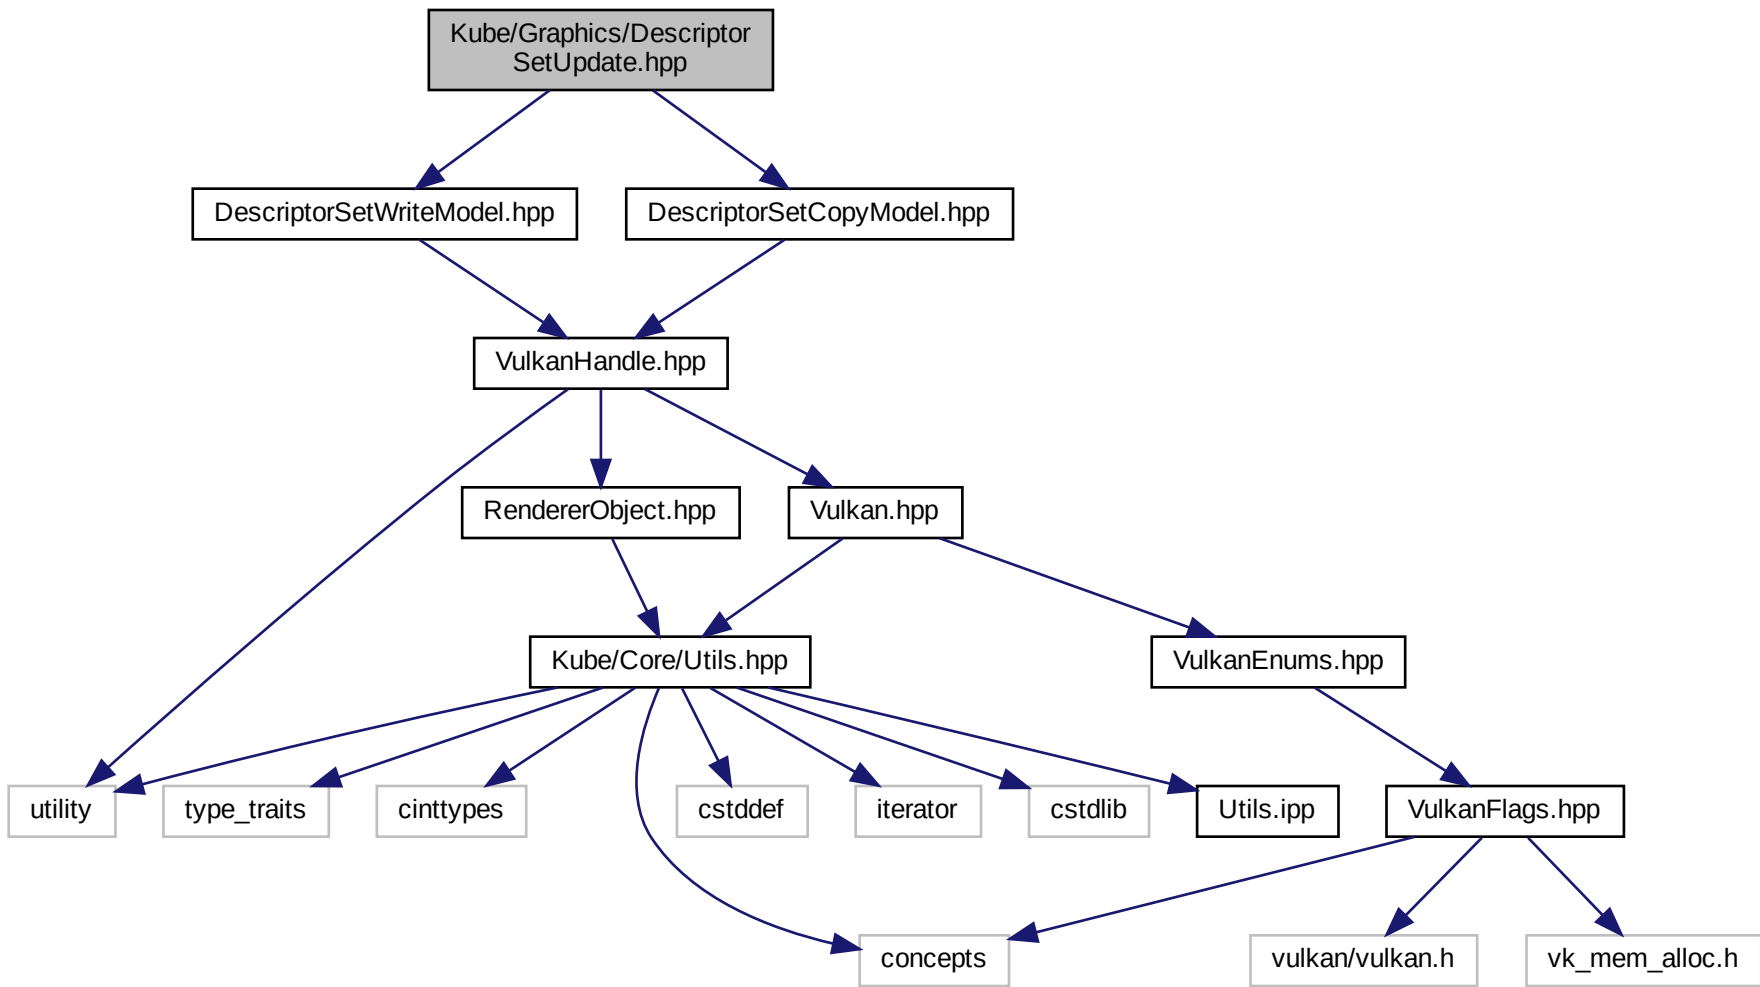 Kube/Graphics/Descriptor
SetUpdate.hpp
DescriptorSetWriteModel.hpp
DescriptorSetCopyModel.hpp
VulkanHandle.hpp
RendererObject.hpp
Vulkan.hpp
Kube/Core/Utils.hpp
VulkanEnums.hpp
utility
type_traits
cinttypes
cstddef
iterator
cstdlib
Utils.ipp
VulkanFlags.hpp
concepts
vulkan/vulkan.h
vk_mem_alloc.h